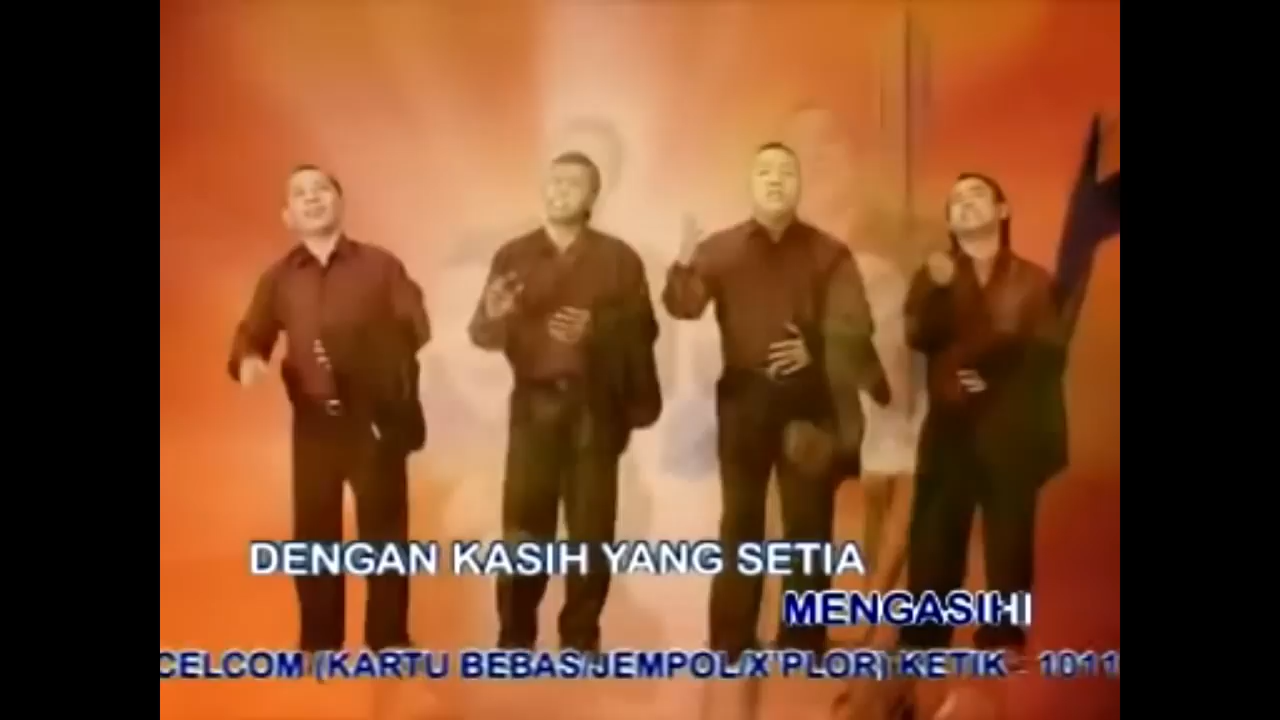 DENGAN KASIH YANG SETIA
MENGASIHI
CELCOM (KARTU BEBAS/JEMPOL/X'PLOR) KETIK - 1011